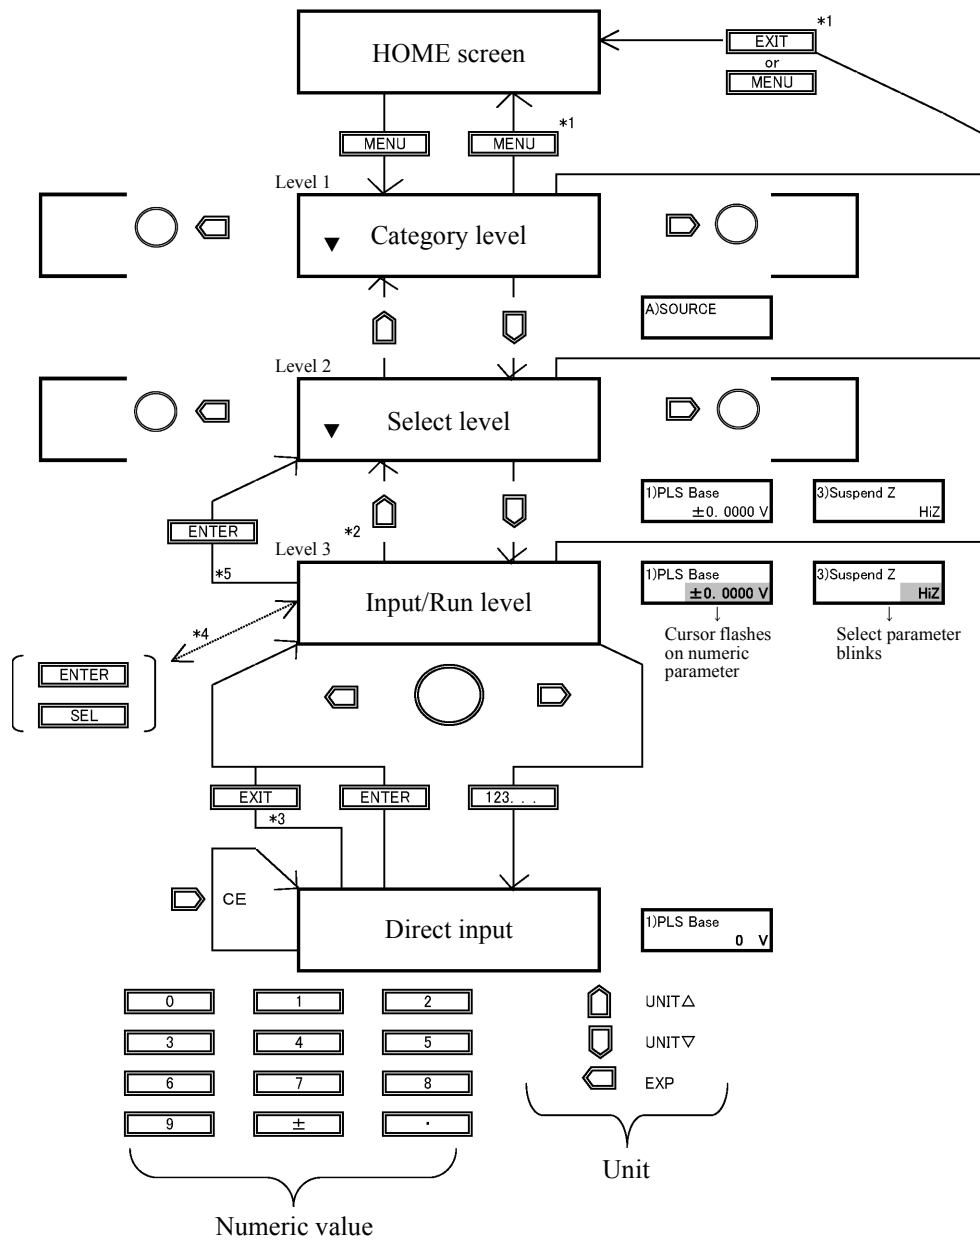 *1
HOME screen
EXIT
or
MENU
*1
MENU
MENU
Level 1
▼
Category level
A)SOURCE
Level 2
▼
Select level
1)PLS Base
±0. 0000 V
3)Suspend Z
HiZ
ENTER
*2
Level 3
*5
Input/Run level
1)PLS Base
±0. 0000 V
3)Suspend Z
HiZ
↓
↓
Cursor flashes
on numeric
parameter
Select parameter
blinks
*4
ENTER
SEL
EXIT
ENTER
123. . .
*3
CE
Direct input
1)PLS Base
0 V
0
1
2
UNIT△
3
4
5
UNIT▽
6
7
8
EXP
9
±
.
Unit
Numeric value